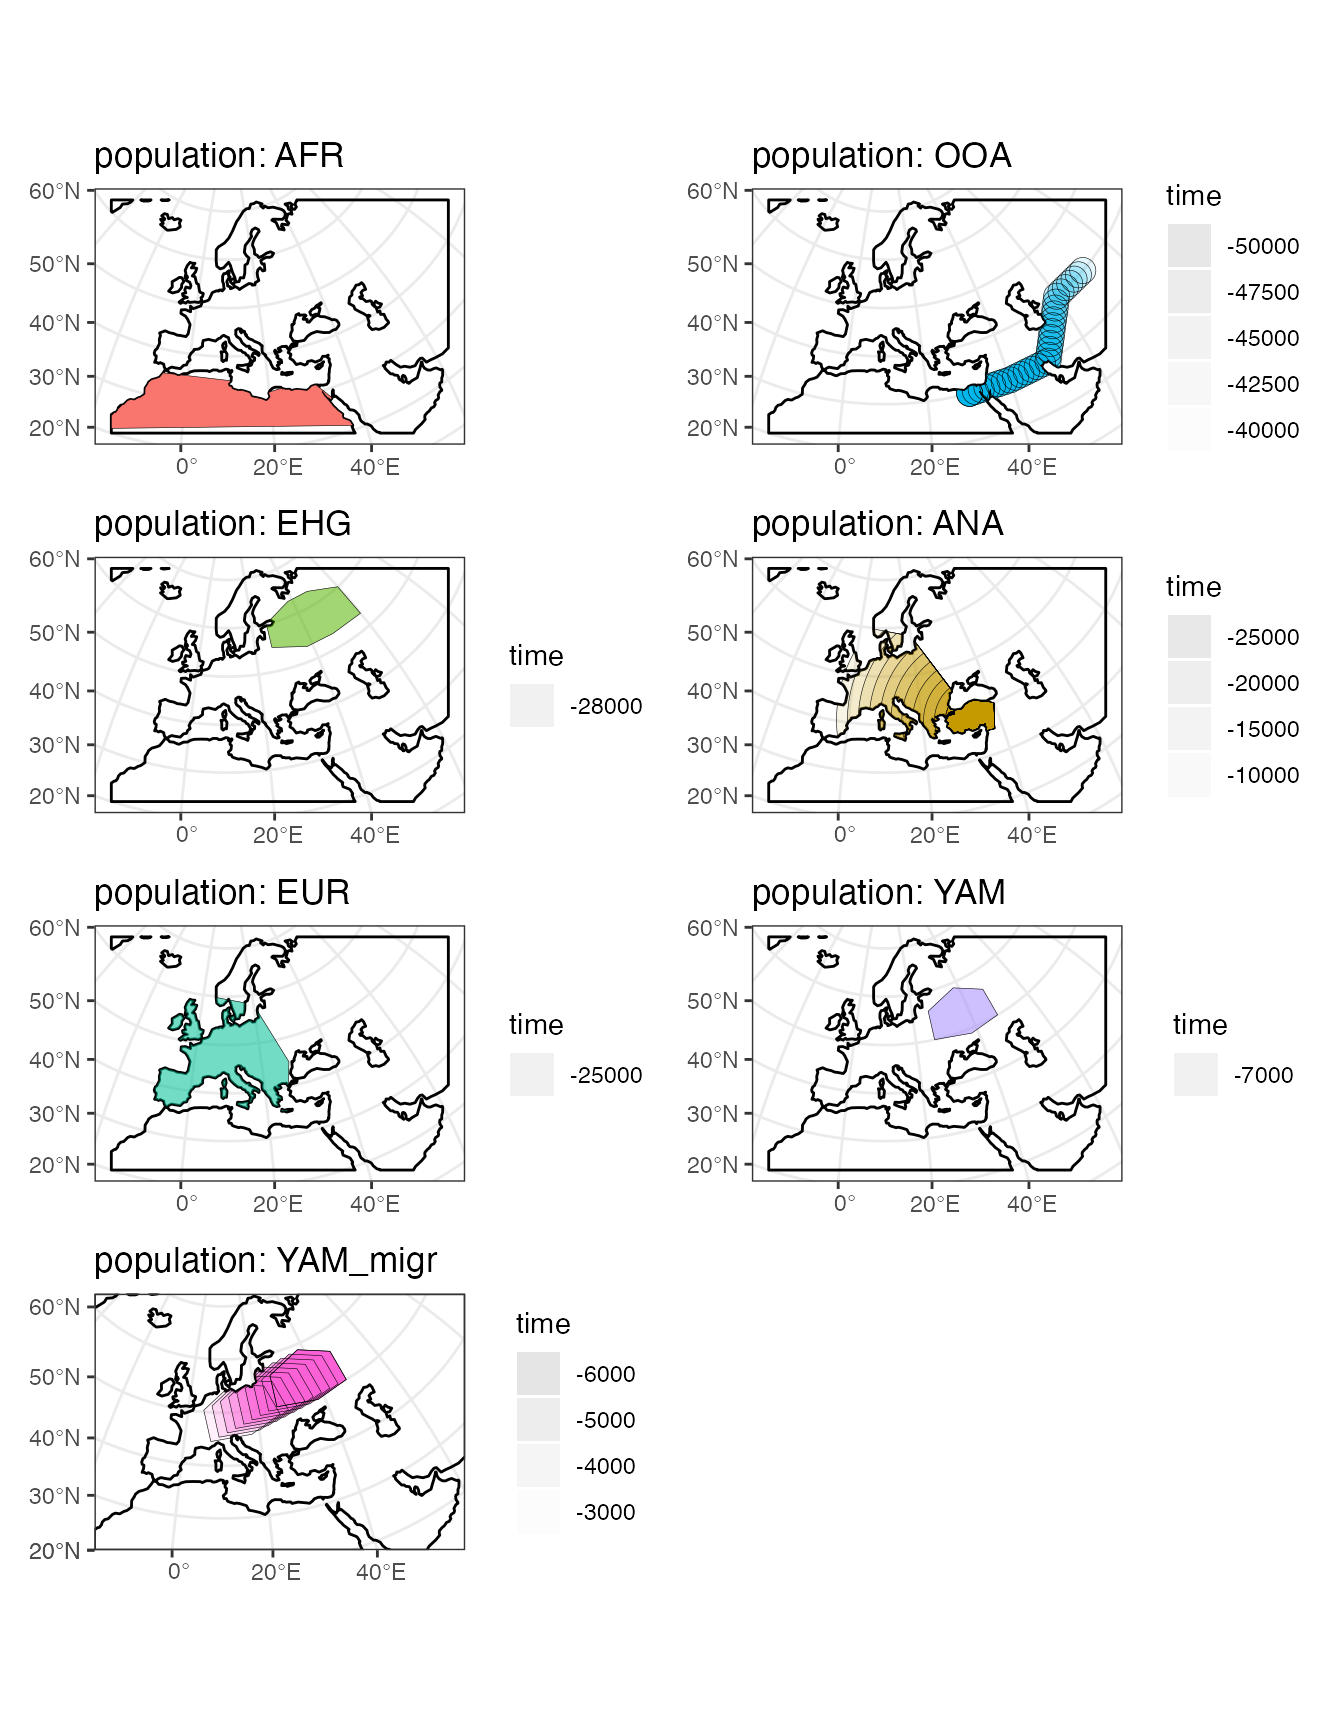 population: AFR
60°N
50°N
40°N
30°N
20°N
0° 20°E 40°E
population: OOA
60°N
50°N
40°N
30°N
20°N
0° 20°E 40°E
time
-50000
-47500
-45000
-42500
-40000
population: EHG
60°N
50°N
40°N
30°N
20°N
0° 20°E 40°E
time
-28000
population: ANA
60°N
50°N
40°N
30°N
20°N
0° 20°E 40°E
time
-25000
-20000
-15000
-10000
population: EUR
60°N
50°N
40°N
30°N
20°N
0° 20°E 40°E
time
-25000
population: YAM
60°N
50°N
40°N
30°N
20°N
0° 20°E 40°E
time
-7000
population: YAM_migr
60°N
50°N
40°N
30°N
20°N
0° 20°E 40°E
time
-6000
-5000
-4000
-3000